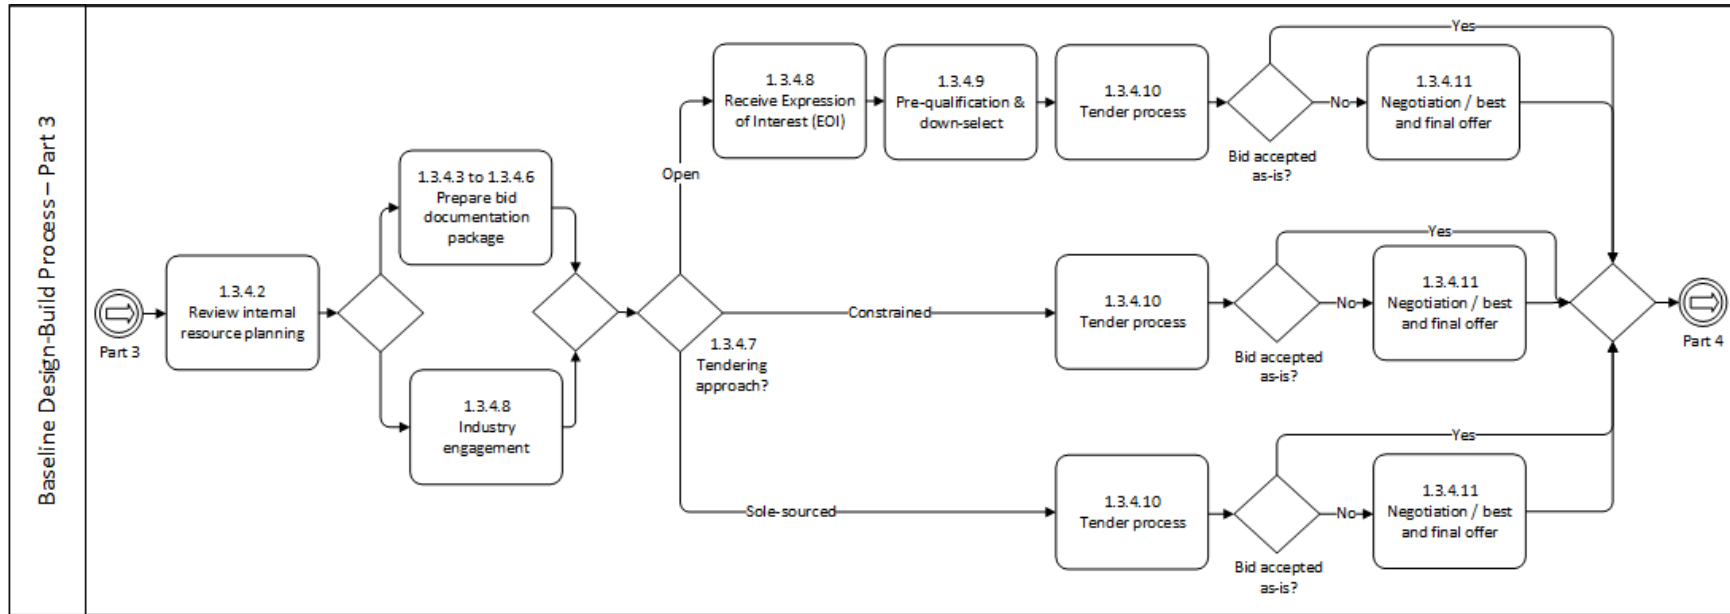 Baseline Design-Build Process – Part 3
Part 3
1.3.4.2
Review internal
resource planning
1.3.4.3 to 1.3.4.6
Prepare bid
documentation
package
1.3.4.8
Industry
engagement
1.3.4.7
Tendering
approach?
Open
1.3.4.8
Receive Expression
of Interest (EOI)
1.3.4.9
Pre-qualification &
down-select
1.3.4.10
Tender process
Bid accepted
as-is?
Yes
No
1.3.4.11
Negotiation / best
and final offer
Constrained
1.3.4.10
Tender process
Bid accepted
as-is?
Yes
No
1.3.4.11
Negotiation / best
and final offer
Sole-sourced
1.3.4.10
Tender process
Bid accepted
as-is?
Yes
No
1.3.4.11
Negotiation / best
and final offer
Part 4